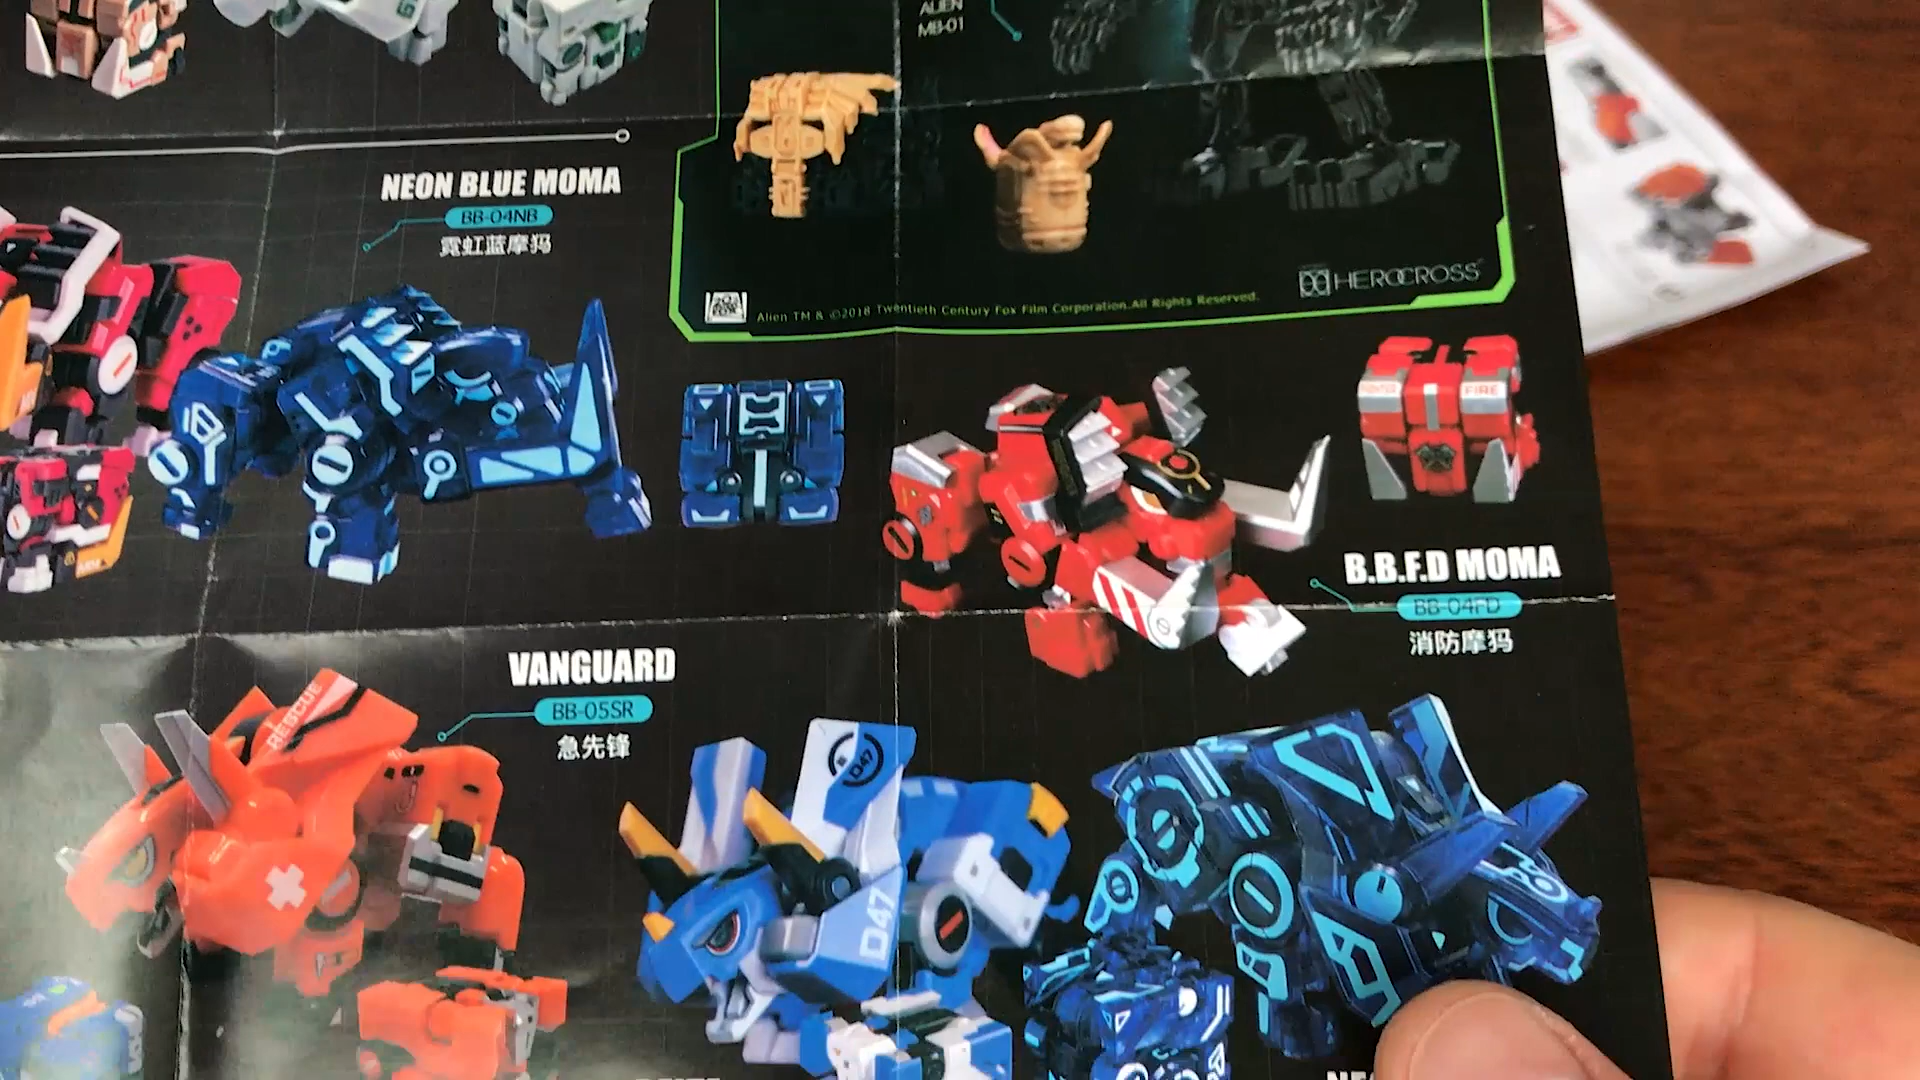 ALIEN
MB-01
NEON BLUE MOMA
BB-04NB
霓虹蓝摩犸
HEROCROSS
Alien TM & ©2018 Twentieth Century Fox Film Corporation.All Rights Reserved.
FIRE
B.B.F.D MOMA
BB-04FD
消防摩犸
VANGUARD
BB-05SR
急先锋
RESCUE
D47
D47